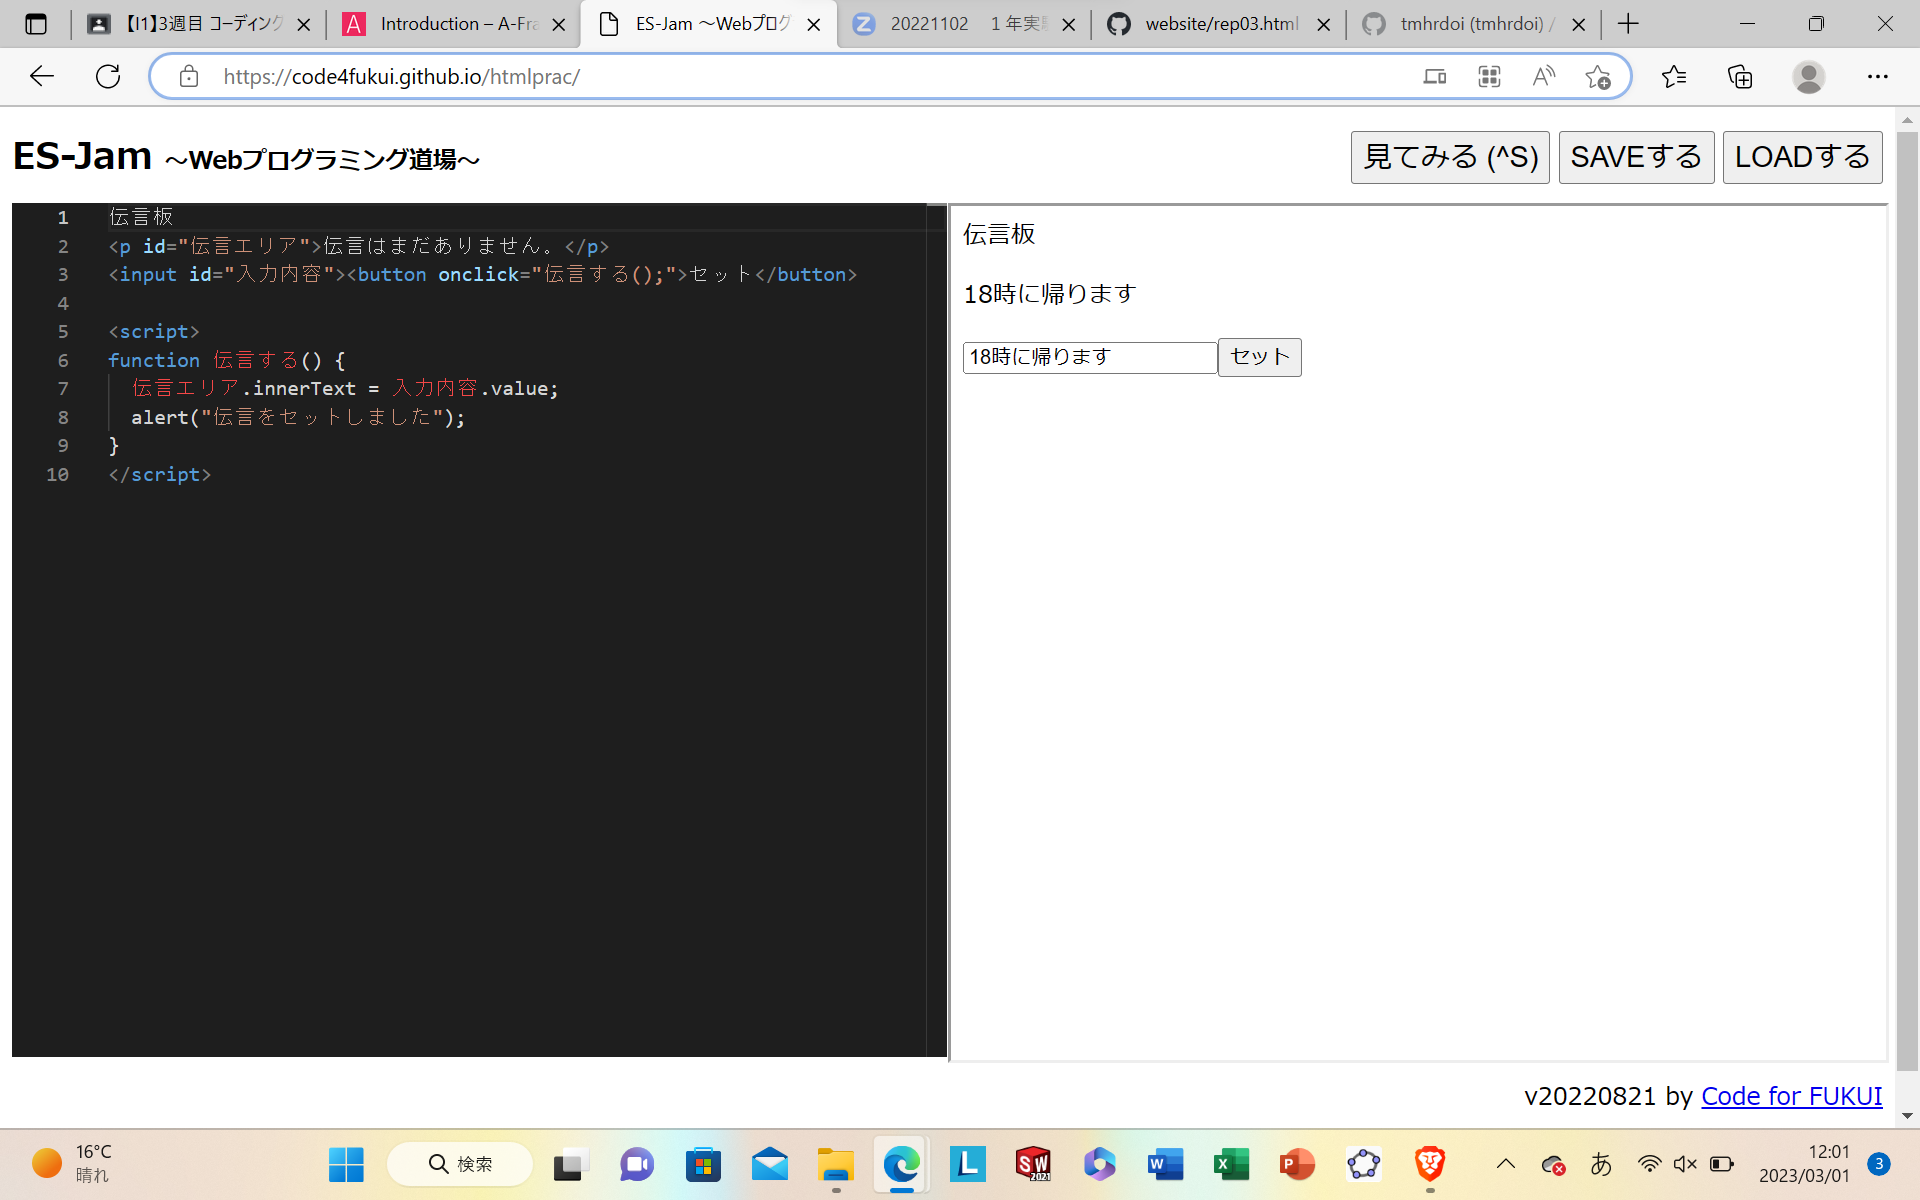 【I1】3週目 コーディング
Introduction – A-Fra
ES-Jam ～Webプログ
20221102 1年実験
website/rep03.html
tmhrdoi (tmhrdoi) /
https://code4fukui.github.io/htmlprac/
ES-Jam ～Webプログラミング道場～
見てみる (^S)
SAVEする
LOADする
1 伝言板
2 <p id="伝言エリア">伝言はまだありません。</p>
3 <input id="入力内容"><button onclick="伝言する();">セット</button>
4
5 <script>
6 function 伝言する() {
7 伝言エリア.innerText = 入力内容.value;
8 alert("伝言をセットしました");
9 }
10 </script>
伝言板
18時に帰ります
18時に帰ります
セット
v20220821 by Code for FUKUI
16°C
晴れ
検索
L
SW
2021
W
X
P
あ
12:01
2023/03/01
3